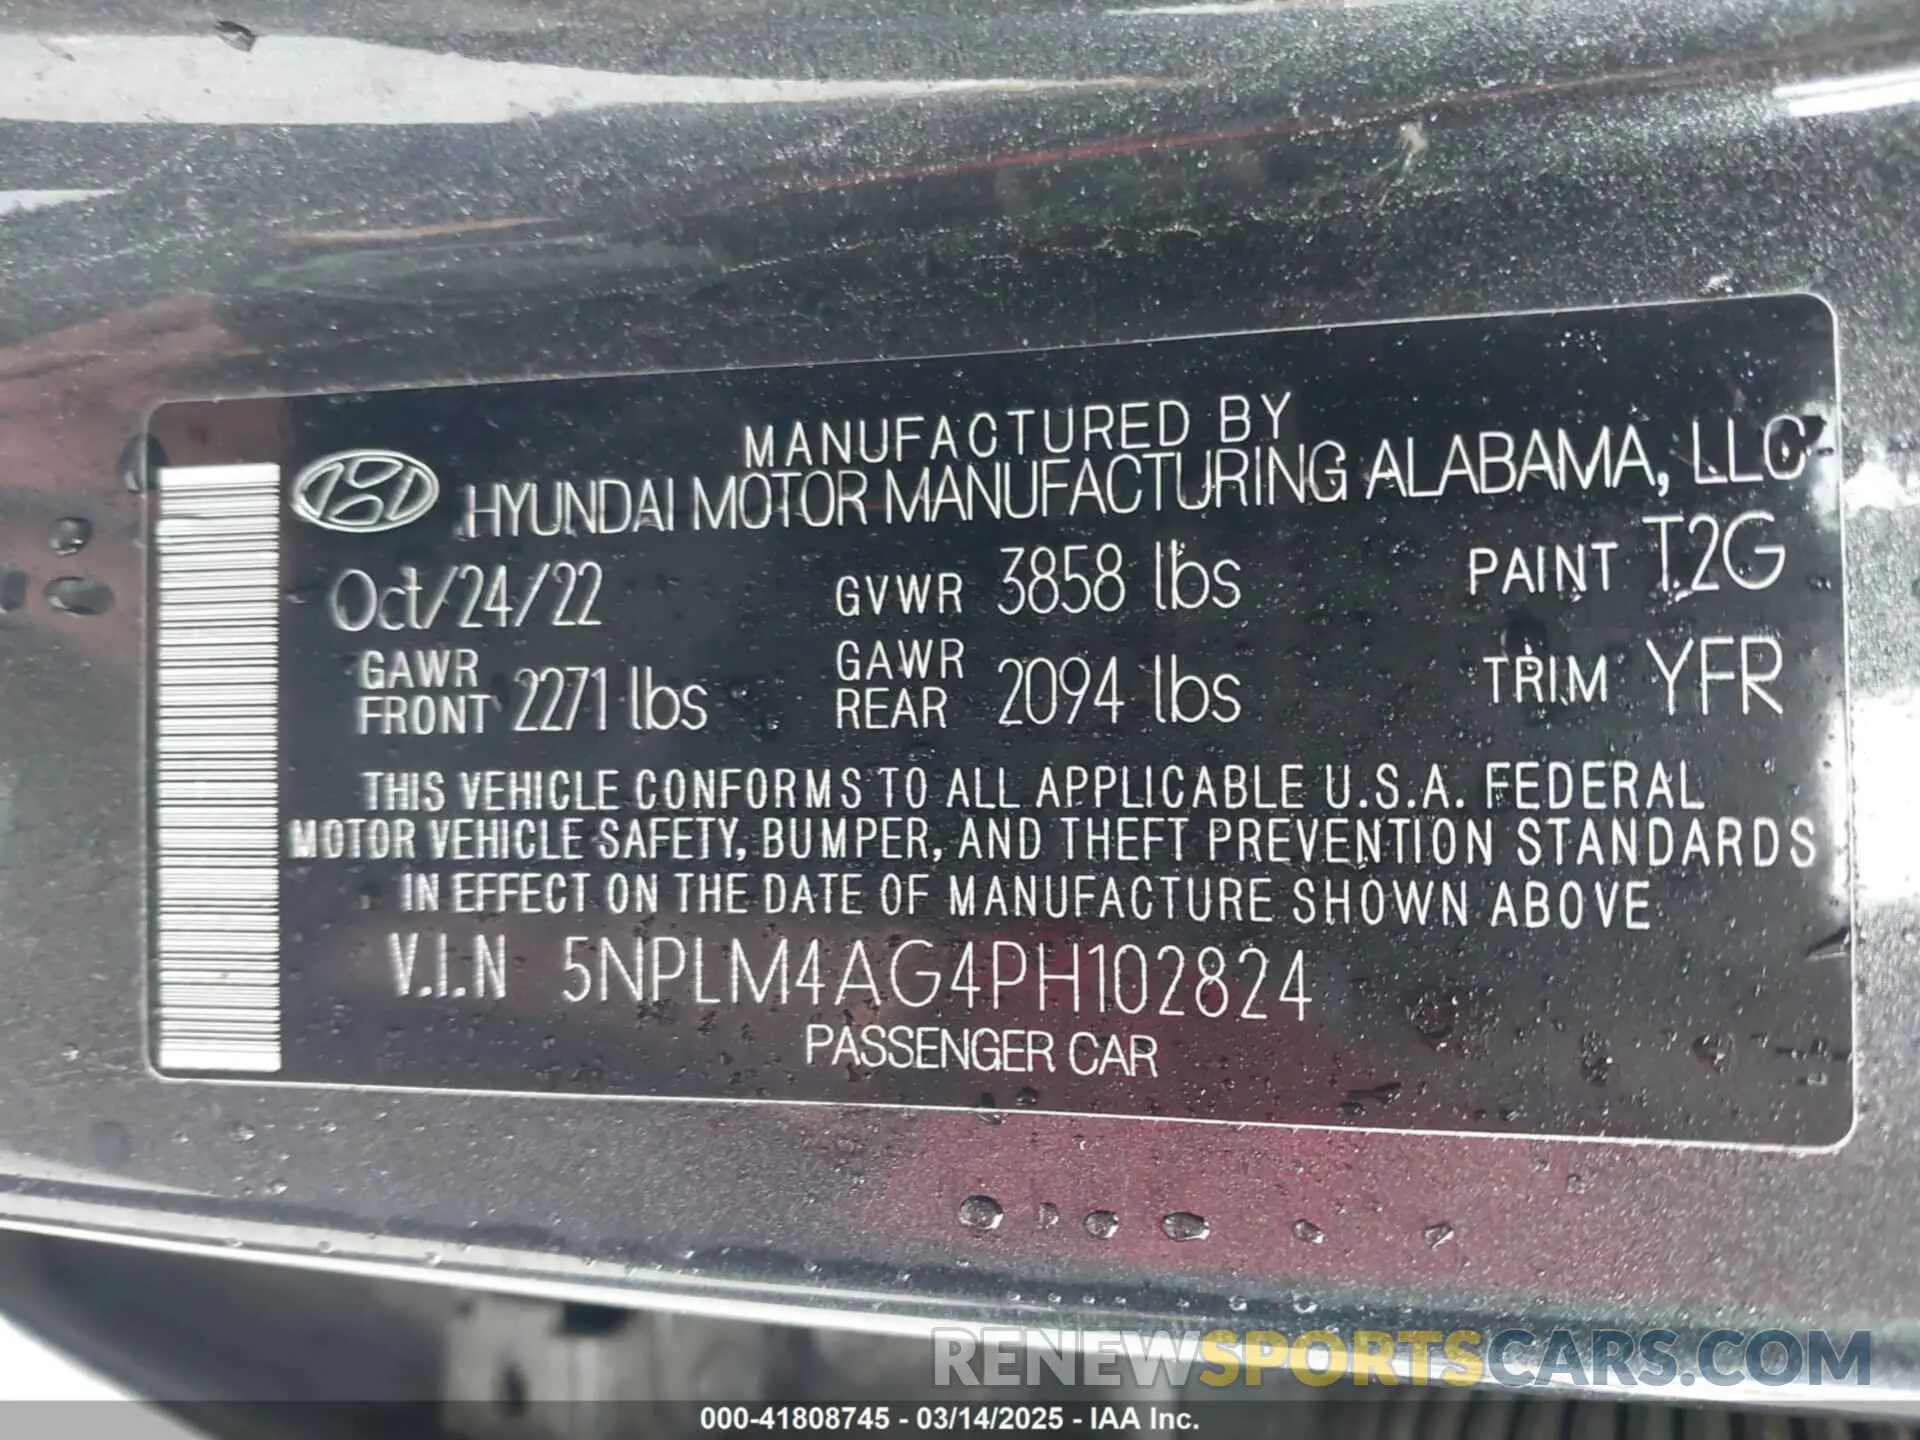 MANUFACTURED BY
HYUNDAI MOTOR MANUFACTURING ALABAMA, LLC
Oct/24/22 GVWR 3858 lbs PAINT T2G
GAWR FRONT 2271 lbs GAWR REAR 2094 lbs TRIM YFR
THIS VEHICLE CONFORMS TO ALL APPLICABLE U.S.A. FEDERAL
MOTOR VEHICLE SAFETY, BUMPER, AND THEFT PREVENTION STANDARDS
IN EFFECT ON THE DATE OF MANUFACTURE SHOWN ABOVE
V.I.N 5NPLM4AG4PH102824
PASSENGER CAR
RENEWSPORTSCARS.COM
000-41808745 - 03/14/2025 - IAA Inc.